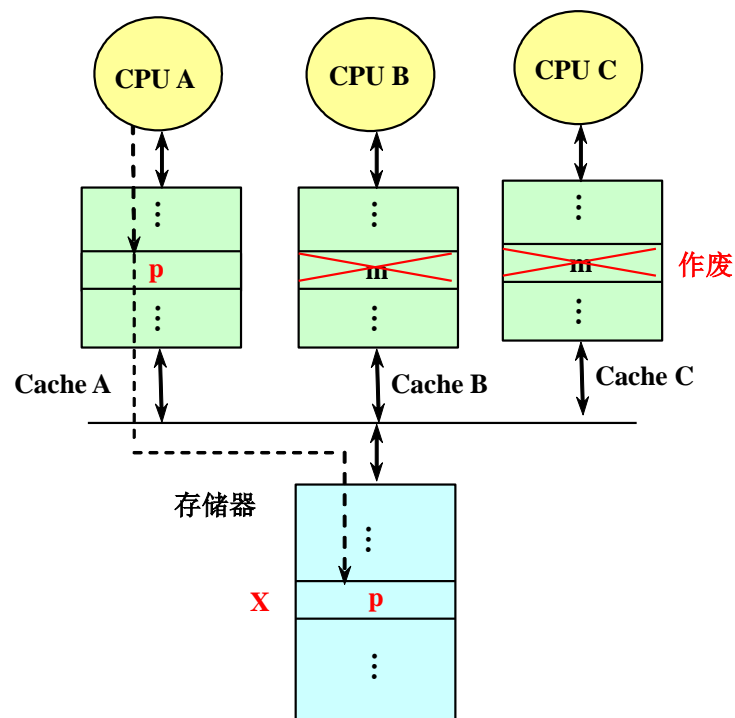 CPU A
CPU B
CPU C
⋮
⋮
⋮
p
m
m
作废
⋮
⋮
⋮
Cache A
Cache B
Cache C
存储器
⋮
X
p
⋮